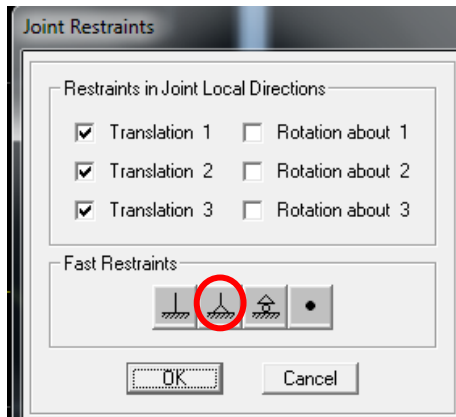 Joint Restraints
Restraints in Joint Local Directions
Translation 1 Rotation about 1
Translation 2 Rotation about 2
Translation 3 Rotation about 3
Fast Restraints
OK Cancel